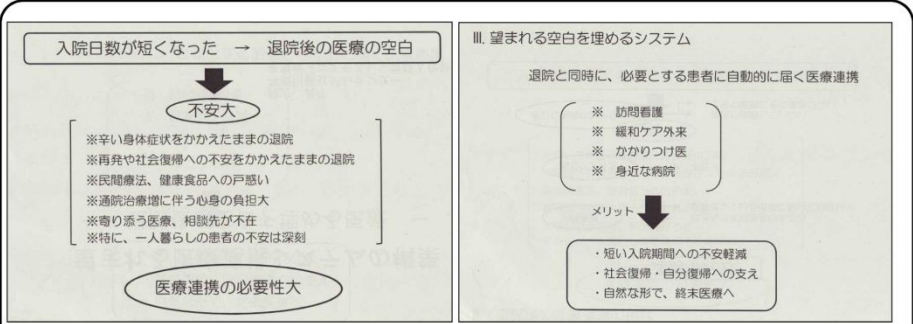 入院日数が短くなった → 退院後の医療の空白
不安大
※辛い身体症状をかかえたままの退院
※再発や社会復帰への不安をかかえたままの退院
※民間療法、健康食品への戸惑い
※通院治療増に伴う心身の負担大
※寄り添う医療、相談先が不在
※特に、一人暮らしの患者の不安は深刻
医療連携の必要性大
Ⅲ. 望まれる空白を埋めるシステム
退院と同時に、必要とする患者に自動的に届く医療連携
※ 訪問看護
※ 緩和ケア外来
※ かかりつけ医
※ 身近な病院
メリット
・短い入院期間への不安軽減
・社会復帰・自分復帰への支え
・自然な形で、終末医療へ